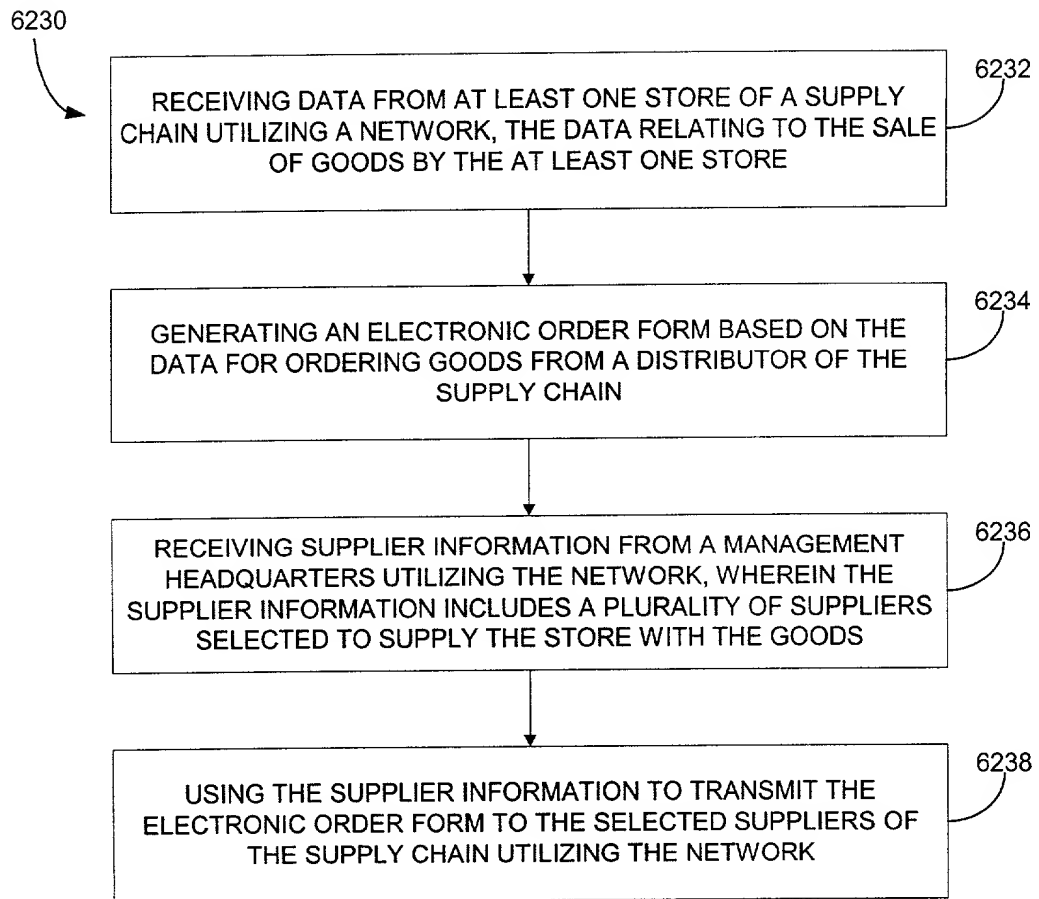 6230
6232
RECEIVING DATA FROM AT LEAST ONE STORE OF A SUPPLY
CHAIN UTILIZING A NETWORK, THE DATA RELATING TO THE SALE
OF GOODS BY THE AT LEAST ONE STORE
6234
GENERATING AN ELECTRONIC ORDER FORM BASED ON THE
DATA FOR ORDERING GOODS FROM A DISTRIBUTOR OF THE
SUPPLY CHAIN
6236
RECEIVING SUPPLIER INFORMATION FROM A MANAGEMENT
HEADQUARTERS UTILIZING THE NETWORK, WHEREIN THE
SUPPLIER INFORMATION INCLUDES A PLURALITY OF SUPPLIERS
SELECTED TO SUPPLY THE STORE WITH THE GOODS
6238
USING THE SUPPLIER INFORMATION TO TRANSMIT THE
ELECTRONIC ORDER FORM TO THE SELECTED SUPPLIERS OF
THE SUPPLY CHAIN UTILIZING THE NETWORK